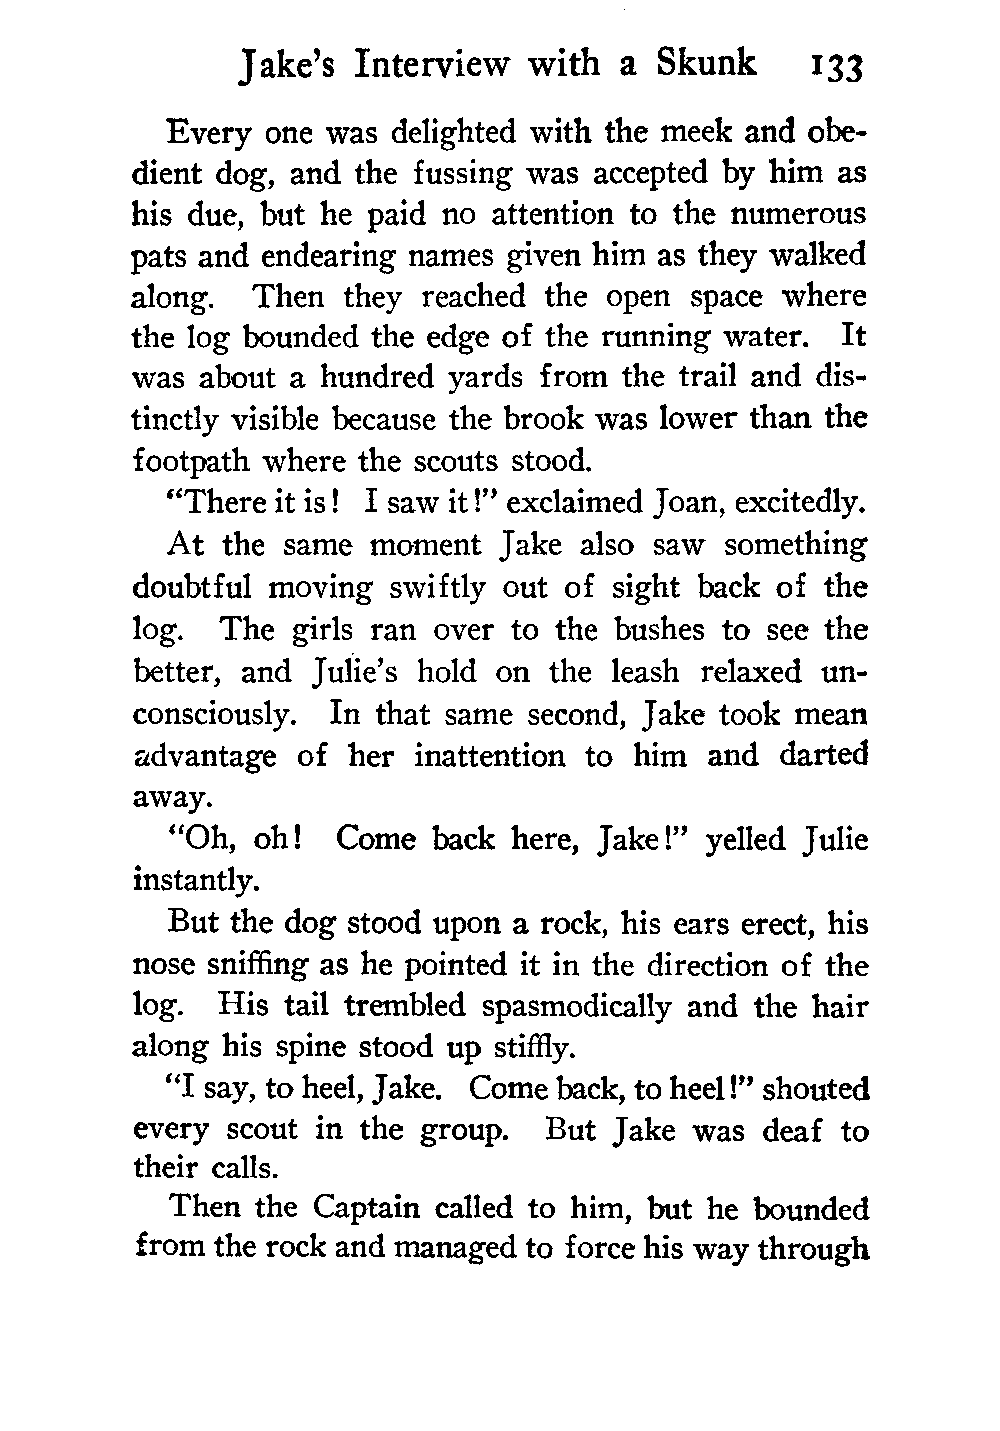 Jake's Interview with a Skunk 133
Every one was delighted with the meek and obe-
dient dog, and the fussing was accepted by him as
his due, but he paid no attention to the numerous
pats and endearing names given him as they walked
along. Then they reached the open space where
the log bounded the edge of the running water. It
was about a hundred yards from the trail and dis-
tinctly visible because the brook was lower than the
footpath where the scouts stood.
"There it is! I saw it!" exclaimed Joan, excitedly.
At the same moment Jake also saw something
doubtful moving swiftly out of sight back of the
log. The girls ran over to the bushes to see the
better, and Julie's hold on the leash relaxed un-
consciously. In that same second, Jake took mean
advantage of her inattention to him and darted
away.
"Oh, oh! Come back here, Jake!" yelled Julie
instantly.
But the dog stood upon a rock, his ears erect, his
nose sniffing as he pointed it in the direction of the
log. His tail trembled spasmodically and the hair
along his spine stood up stiffly.
"I say, to heel, Jake. Come back, to heel!" shouted
every scout in the group. But Jake was deaf to
their calls.
Then the Captain called to him, but he bounded
from the rock and managed to force his way through